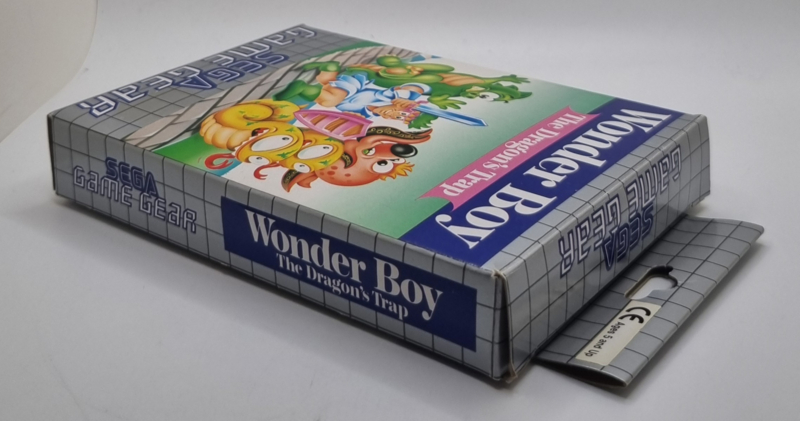 SEGA
GAME GEAR
Wonder Boy
The Dragon's Trap
SEGA
GAME GEAR
Wonder Boy
The Dragon's Trap
SEGA
GAME GEAR
CE Ages 5 and Up